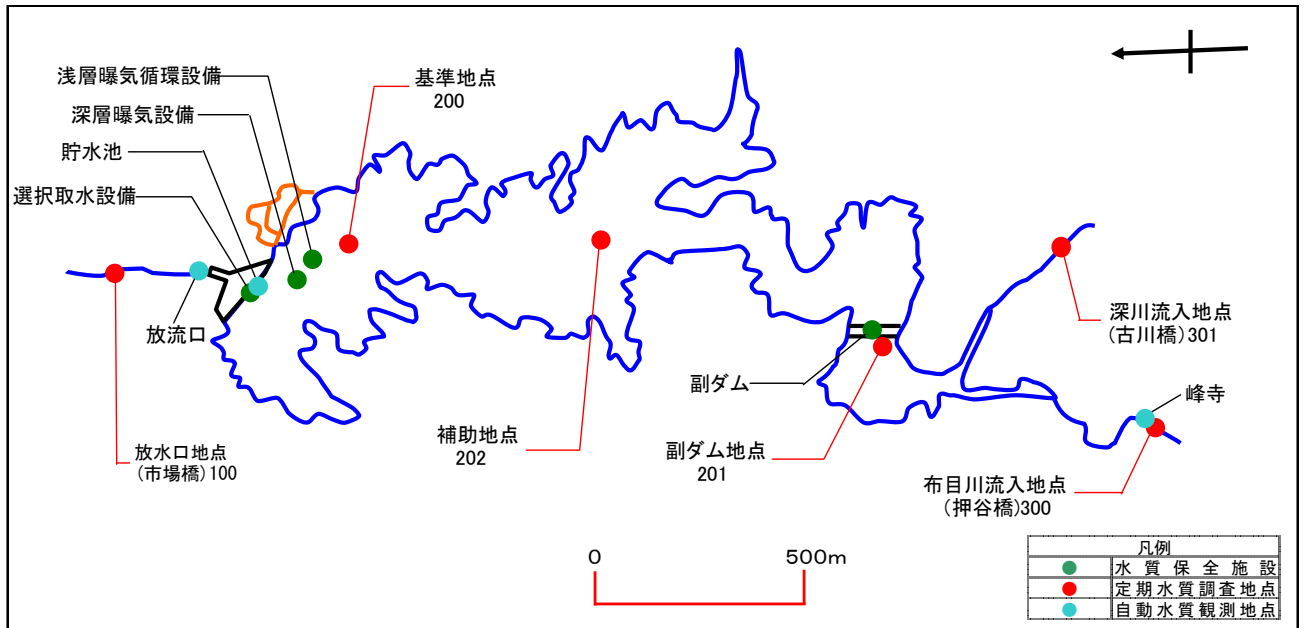 浅層曝気循環設備
深層曝気設備
貯水池
選択取水設備
基準地点
200
放流口
放水口地点
(市場橋)100
補助地点
202
副ダム
副ダム地点
201
深川流入地点
(古川橋)301
峰寺
布目川流入地点
(押谷橋)300
0 500m
凡例
水質保全施設
定期水質調査地点
自動水質観測地点